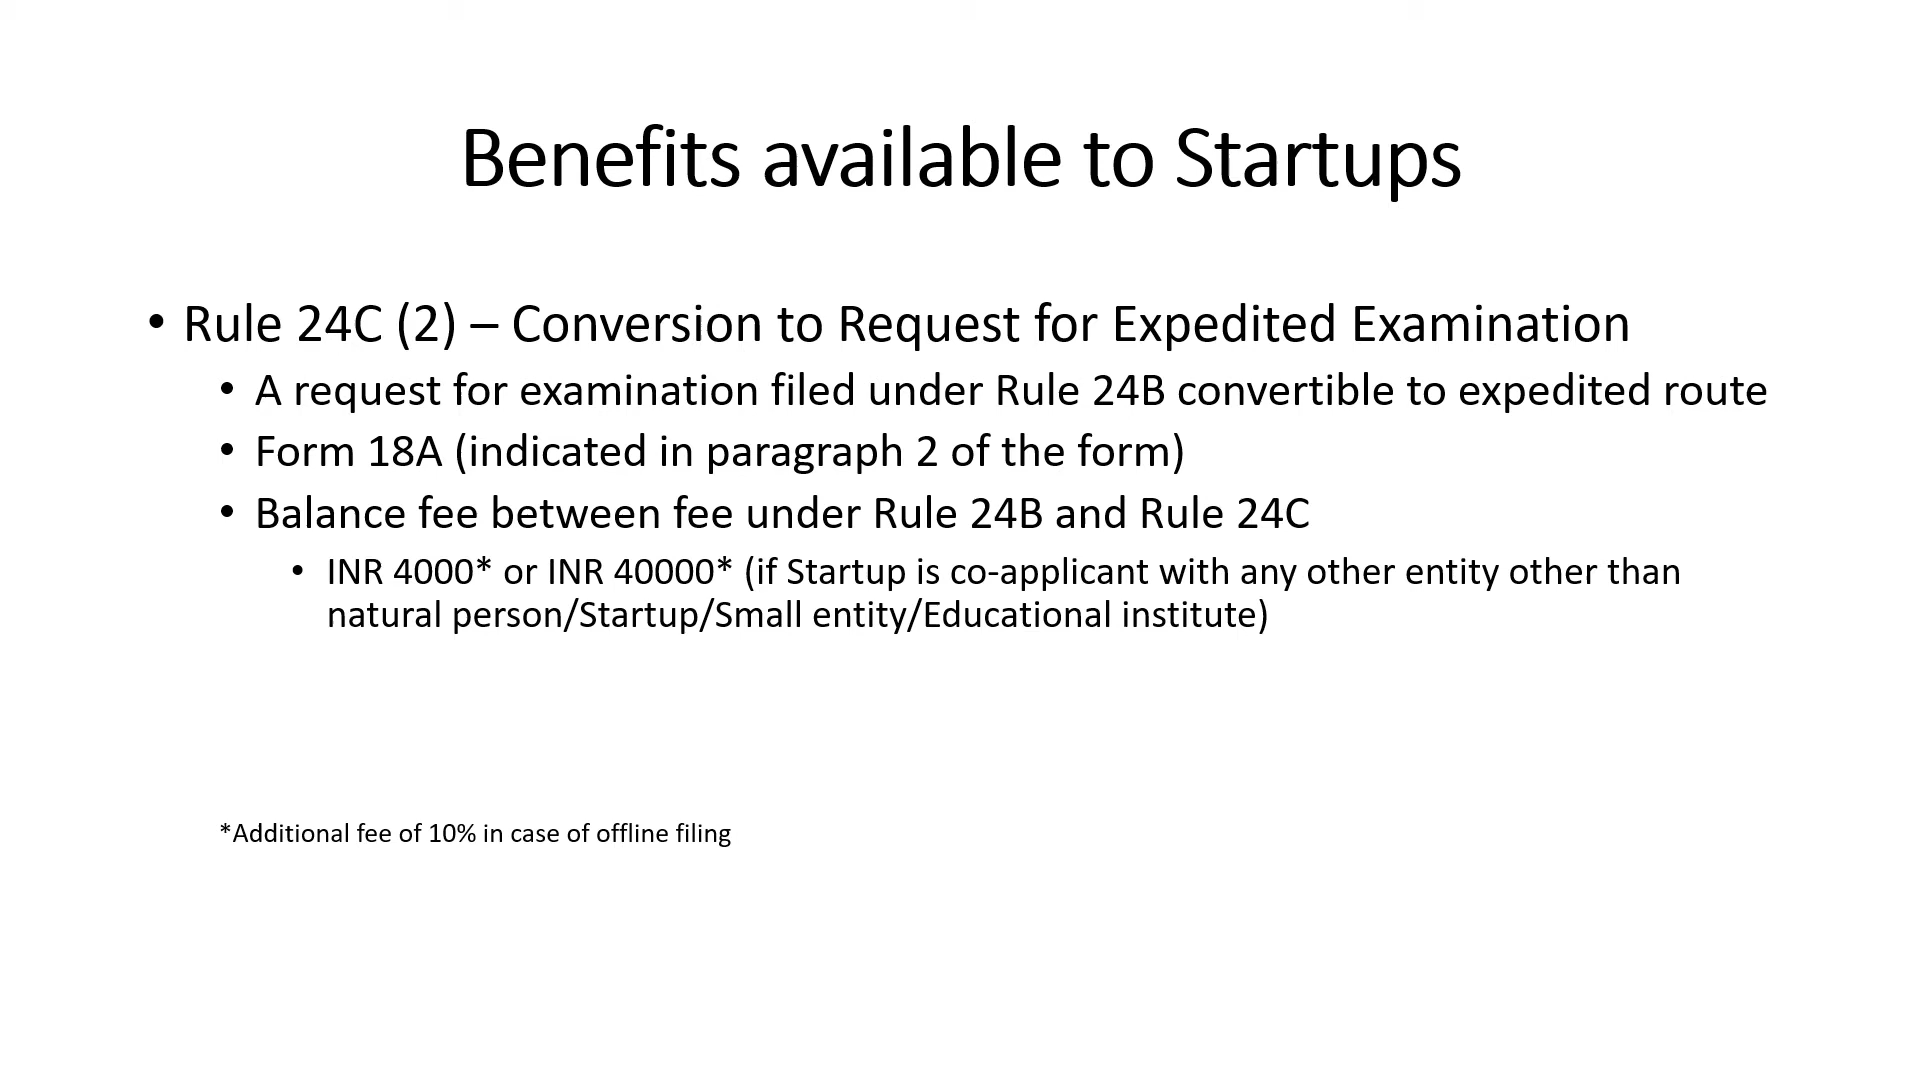 Benefits available to Startups
• Rule 24C (2) – Conversion to Request for Expedited Examination
• A request for examination filed under Rule 24B convertible to expedited route
• Form 18A (indicated in paragraph 2 of the form)
• Balance fee between fee under Rule 24B and Rule 24C
• INR 4000* or INR 40000* (if Startup is co-applicant with any other entity other than
natural person/Startup/Small entity/Educational institute)
*Additional fee of 10% in case of offline filing